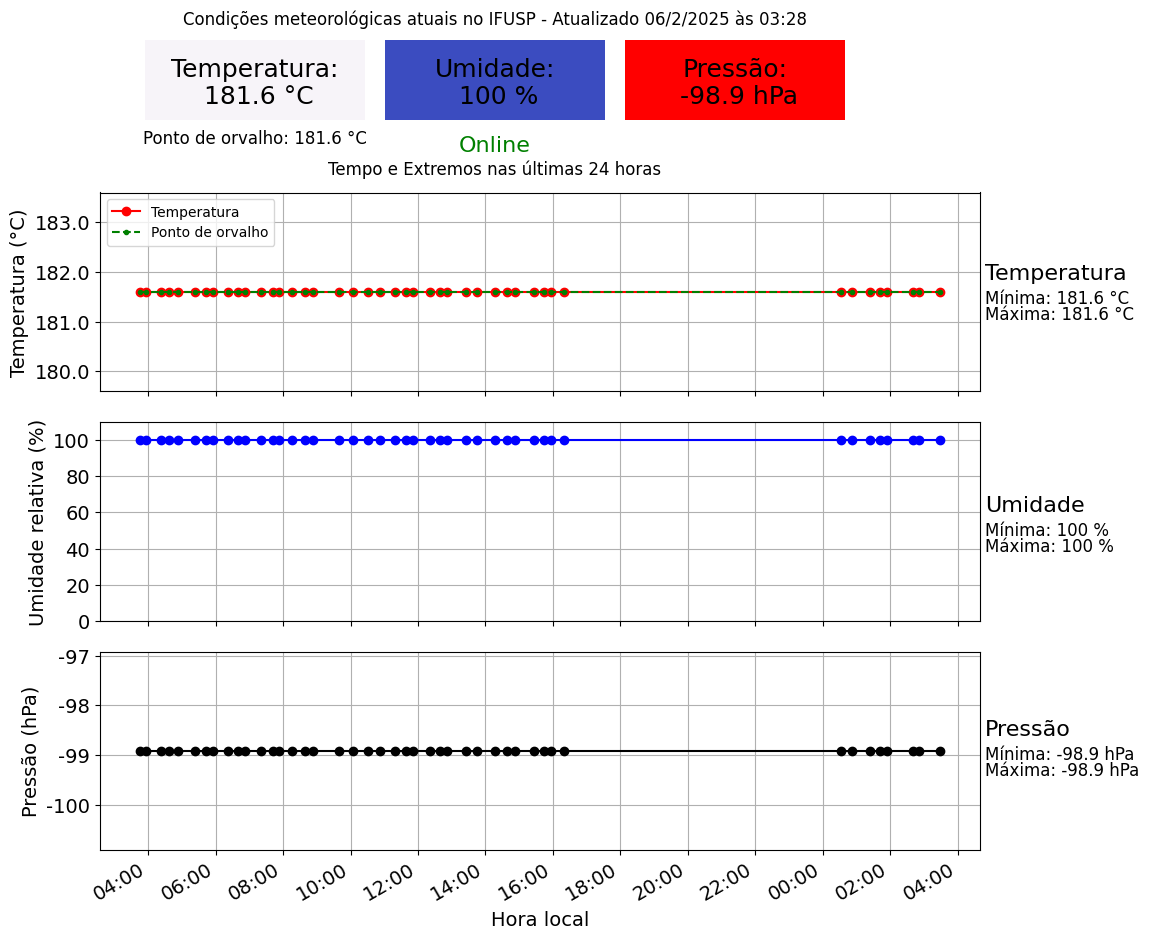 Condições meteorológicas atuais no IFUSP - Atualizado 06/2/2025 às 03:28
Temperatura:
181.6 °C
Umidade:
100 %
Pressão:
-98.9 hPa
Ponto de orvalho: 181.6 °C
Online
Tempo e Extremos nas últimas 24 horas
Temperatura (°C)
183.0
182.0
181.0
180.0
Temperatura
Ponto de orvalho
Temperatura
Mínima: 181.6 °C
Máxima: 181.6 °C
Umidade relativa (%)
100
80
60
40
20
0
Umidade
Mínima: 100 %
Máxima: 100 %
Pressão (hPa)
-97
-98
-99
-100
Pressão
Mínima: -98.9 hPa
Máxima: -98.9 hPa
04:00 06:00 08:00 10:00 12:00 14:00 16:00 18:00 20:00 22:00 00:00 02:00 04:00
Hora local